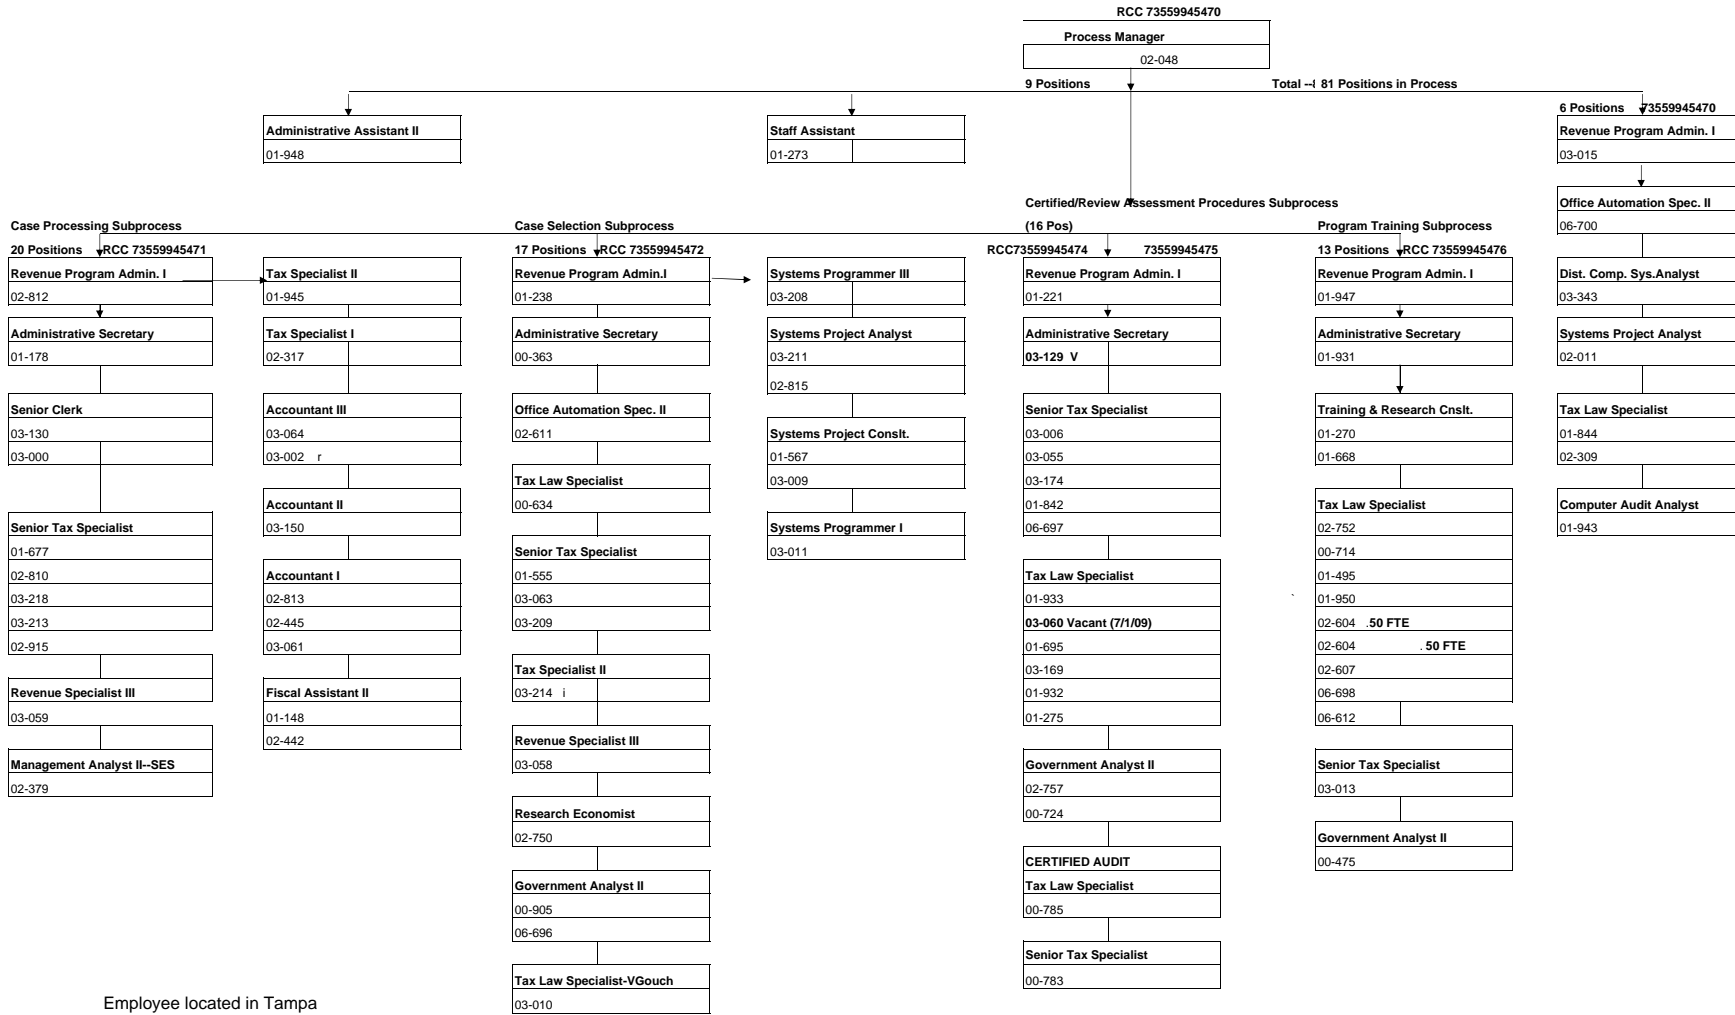 RCC 73559945470
Process Manager
02-048
9 Positions
Total --8 81 Positions in Process
Administrative Assistant II
01-948
Staff Assistant
01-273
6 Positions 73559945470
Revenue Program Admin. I
03-015
Office Automation Spec. II
06-700
Dist. Comp. Sys.Analyst
03-343
Systems Project Analyst
02-011
Tax Law Specialist
01-844
02-309
Computer Audit Analyst
01-943
Case Processing Subprocess
20 Positions RCC 73559945471
Revenue Program Admin. I
02-812
Administrative Secretary
01-178
Senior Clerk
03-130
03-000
Senior Tax Specialist
01-677
02-810
03-218
03-213
02-915
Revenue Specialist III
03-059
Management Analyst II--SES
02-379
Tax Specialist II
01-945
Tax Specialist I
02-317
Accountant III
03-064
03-002 r
Accountant II
03-150
Accountant I
02-813
02-445
03-061
Fiscal Assistant II
01-148
02-442
Case Selection Subprocess
17 Positions RCC 73559945472
Revenue Program Admin.I
01-238
Administrative Secretary
00-363
Office Automation Spec. II
02-611
Tax Law Specialist
00-634
Senior Tax Specialist
01-555
03-063
03-209
Tax Specialist II
03-214 i
Revenue Specialist III
03-058
Research Economist
02-750
Government Analyst II
00-905
06-696
Tax Law Specialist-VGouch
03-010
Systems Programmer III
03-208
Systems Project Analyst
03-211
02-815
Systems Project Conslt.
01-567
03-009
Systems Programmer I
03-011
Certified/Review Assessment Procedures Subprocess
(16 Pos)
RCC73559945474 73559945475
Revenue Program Admin. I
01-221
Administrative Secretary
03-129 V
Senior Tax Specialist
03-006
03-055
03-174
01-842
06-697
Tax Law Specialist
01-933
03-060 Vacant (7/1/09)
01-695
03-169
01-932
01-275
Government Analyst II
02-757
00-724
CERTIFIED AUDIT
Tax Law Specialist
00-785
Senior Tax Specialist
00-783
Program Training Subprocess
13 Positions RCC 73559945476
Revenue Program Admin. I
01-947
Administrative Secretary
01-931
Training & Research Cnslt.
01-270
01-668
Tax Law Specialist
02-752
00-714
01-495
01-950
`
02-604 .50 FTE
02-604 . 50 FTE
02-607
06-698
06-612
Senior Tax Specialist
03-013
Government Analyst II
00-475
Employee located in Tampa